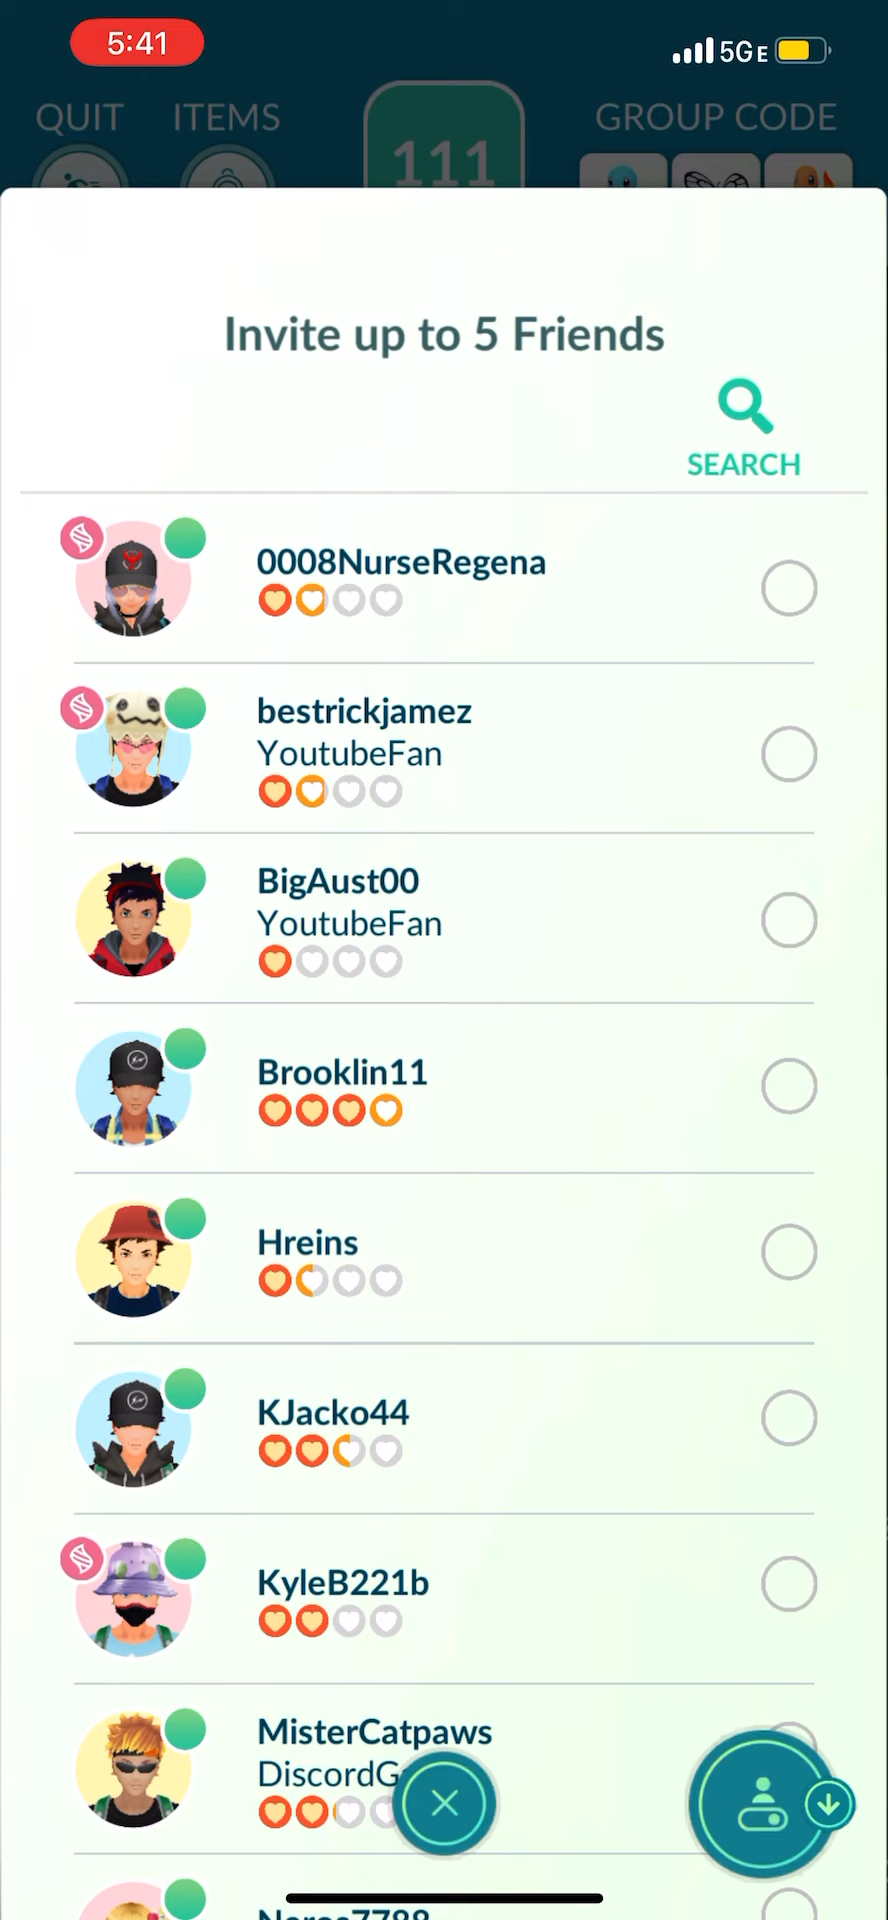 5:41
5GE
QUIT ITEMS
111
GROUP CODE
Invite up to 5 Friends
SEARCH
0008NurseRegena
bestrickjamez
YoutubeFan
BigAust00
YoutubeFan
Brooklin11
Hreins
KJacko44
KyleB221b
MisterCatpaws